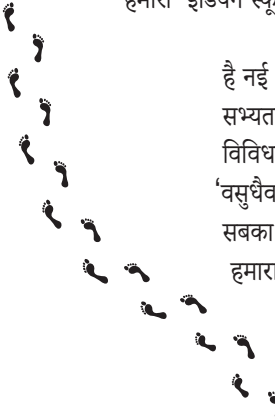 हमारा इंडियन
है नई
सभ्यत
विविध
'वसुधैव
सबका
हमारा